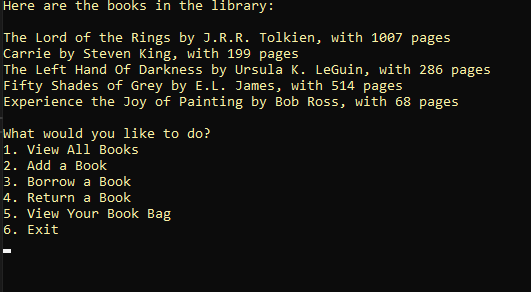 Here are the books in the library:
The Lord of the Rings by J.R.R. Tolkien, with 1007 pages
Carrie by Steven King, with 199 pages
The Left Hand Of Darkness by Ursula K. LeGuin, with 286 pages
Fifty Shades of Grey by E.L. James, with 514 pages
Experience the Joy of Painting by Bob Ross, with 68 pages
What would you like to do?
1. View All Books
2. Add a Book
3. Borrow a Book
4. Return a Book
5. View Your Book Bag
6. Exit